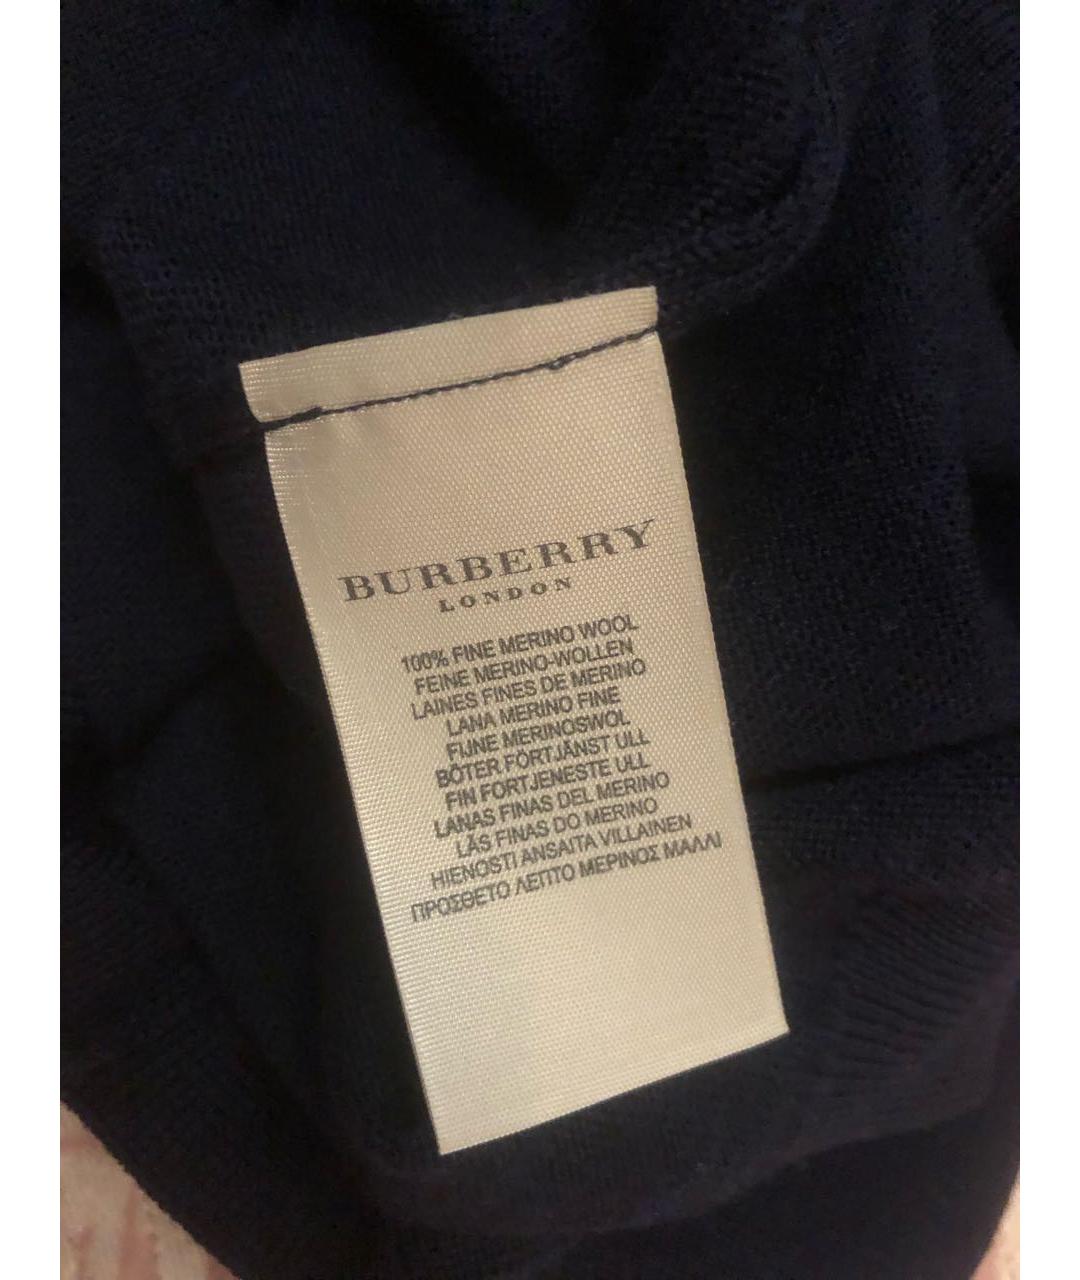 BURBERRY
LONDON
100% FINE MERINO WOOL
FEINE MERINO-WOLLEN
LAINES FINES DE MERINO
LANA MERINO FINE
FIJNE MERINOSWOL
BÖTER FÖRTJÄNST ULL
FIN FORTJENESTE ULL
LANAS FINAS DEL MERINO
LÃS FINAS DO MERINO
HIENOSTI ANSAITA VILLAINEN
ΠΡΟΣΘΕΤΟ ΛΕΠΤΟ ΜΕΡΙΝΟΣ ΜΑΛΛΙ